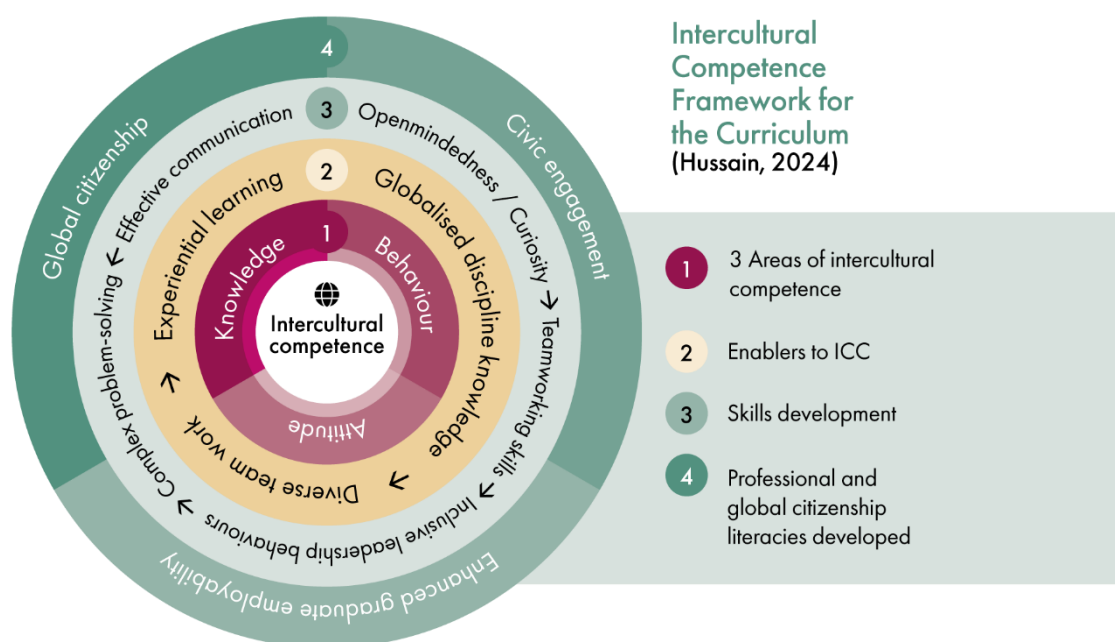 Intercultural
Competence
Framework for
the Curriculum
(Hussain, 2024)
1
3 Areas of intercultural
competence
2
Enablers to ICC
3
Skills development
4
Professional and
global citizenship
literacies developed
4
Global citizenship
Civic engagement
Enhanced graduate employability
3
Openmindedness / Curiosity → Teamworking skills → Inclusive leadership behaviours → Complex problem-solving ← Effective communication
2
Globalised discipline knowledge → Diverse team work → Experiential learning
1
Knowledge
Behaviour
Attitude
Intercultural
competence